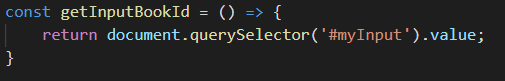 const getInputBookId = () => {
    return document.querySelector('#myInput').value;
}